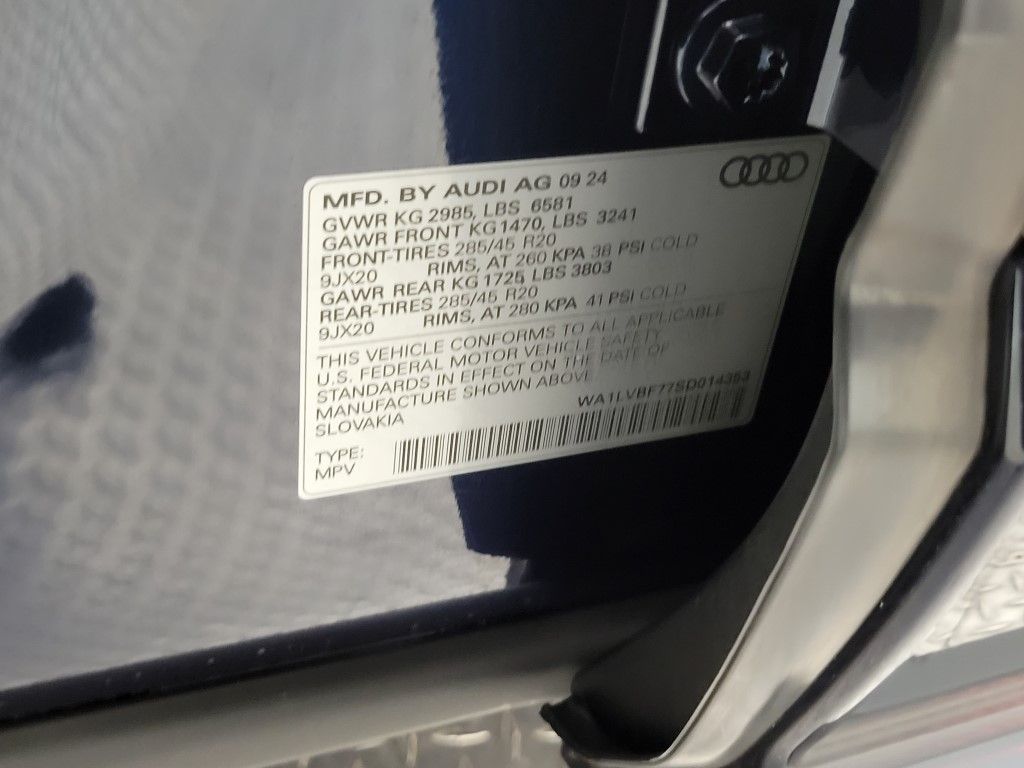 MFD. BY AUDI AG 09 24
GVWR KG 2985, LBS 6581
GAWR FRONT KG 1470, LBS 3241
FRONT-TIRES 285/45 R20
9JX20 RIMS, AT 260 KPA 38 PSI COLD
GAWR REAR KG 1725, LBS 3803
REAR-TIRES 285/45 R20
9JX20 RIMS, AT 280 KPA 41 PSI COLD
THIS VEHICLE CONFORMS TO ALL APPLICABLE
U.S. FEDERAL MOTOR VEHICLE SAFETY
STANDARDS IN EFFECT ON THE DATE OF
MANUFACTURE SHOWN ABOVE
SLOVAKIA
WA1LVBF77SD014353
TYPE:
MPV